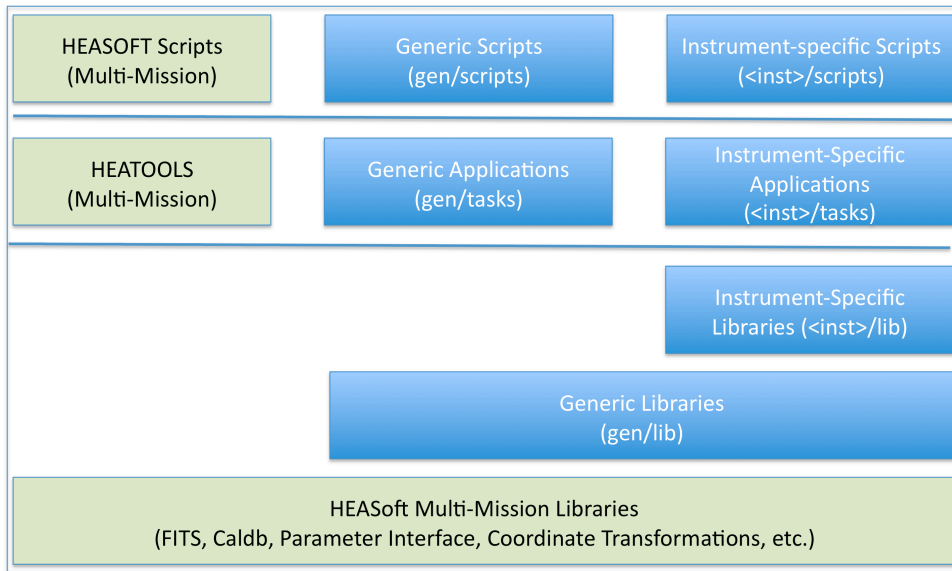 HEASOFT Scripts
(Multi-Mission)
Generic Scripts
(gen/scripts)
Instrument-specific Scripts
(<inst>/scripts)
HEATOOLS
(Multi-Mission)
Generic Applications
(gen/tasks)
Instrument-Specific
Applications
(<inst>/tasks)
Instrument-Specific
Libraries (<inst>/lib)
Generic Libraries
(gen/lib)
HEASoft Multi-Mission Libraries
(FITS, Caldb, Parameter Interface, Coordinate Transformations, etc.)